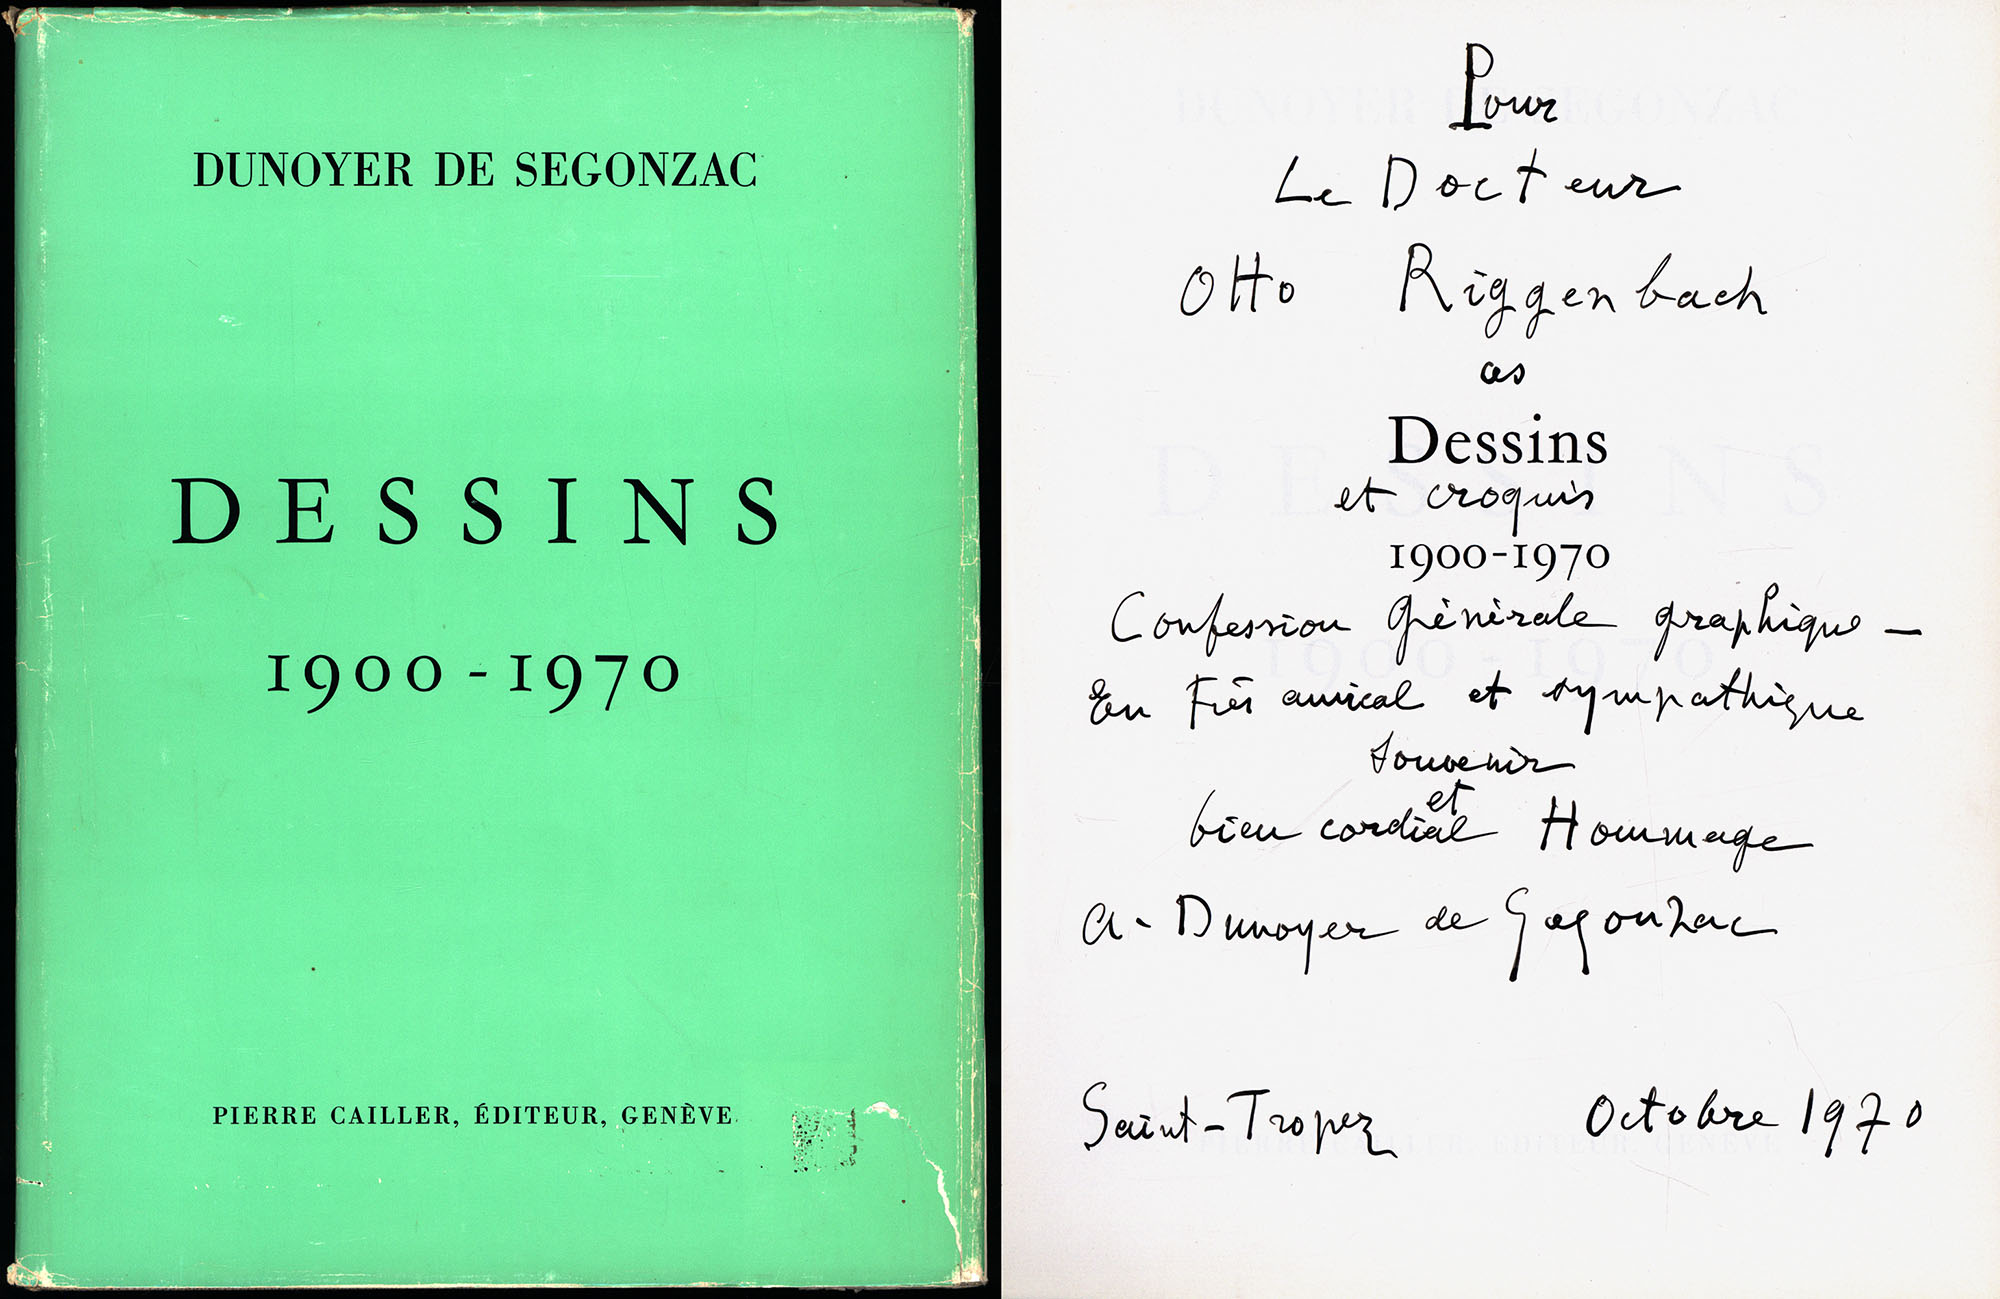 DUNOYER DE SEGONZAC
DESSINS
1900-1970
PIERRE CAILLER, ÉDITEUR, GENÈVE
Pour
Le Docteur
Otto Riggenbach
ces
Dessins
et croquis
1900-1970
Confession Générale graphique -
En très amical et sympathique
souvenir
et
bien cordial Hommage
A- Dunoyer de Segonzac
Saint-Tropez Octobre 1970